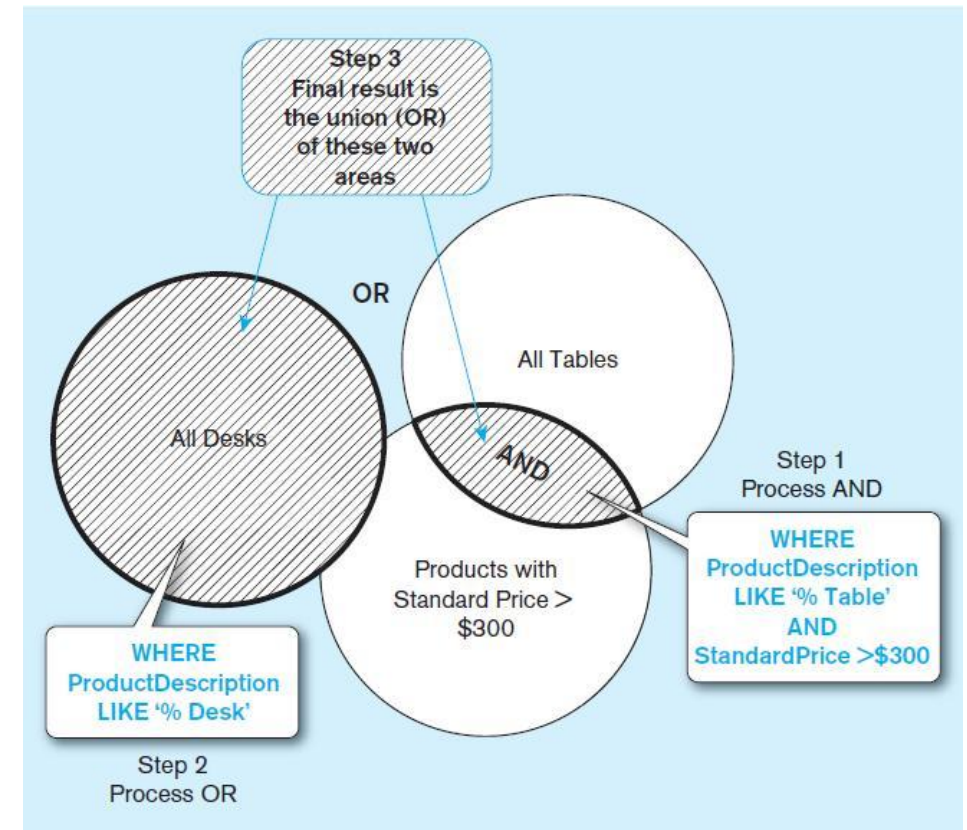 Step 3
Final result is
the union (OR)
of these two
areas
OR
All Tables
All Desks
AND
Step 1
Process AND
WHERE
ProductDescription
LIKE ‘% Table’
AND
StandardPrice >$300
Products with
Standard Price >
$300
WHERE
ProductDescription
LIKE ‘% Desk’
Step 2
Process OR